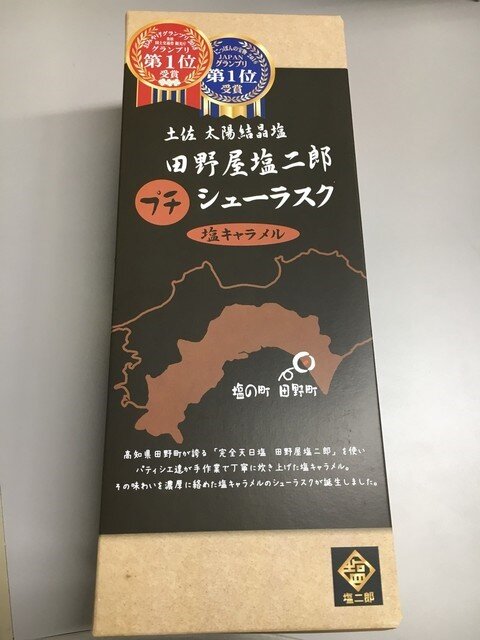 グランプリ
第1位
受賞
JAPAN
グランプリ
第1位
受賞
土佐 太陽結晶塩
田野屋塩二郎
プチ シューラスク
塩キャラメル
塩の町 田野町
高知県田野町が誇る「完全天日塩 田野屋塩二郎」を使い
パティシエ達が手作業で丁寧に炊き上げた塩キャラメル。
その味わいを濃厚に絡めた塩キャラメルのシューラスクが誕生しました。
塩
塩二郎